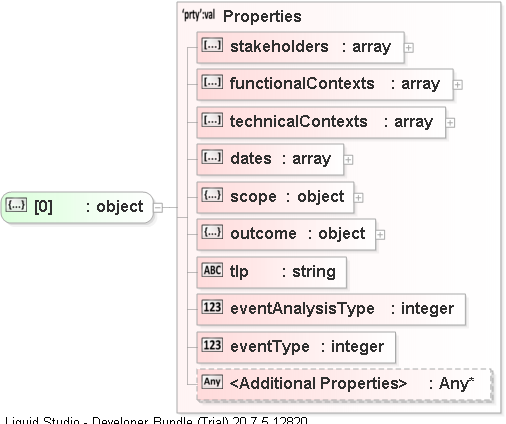 'prty':val Properties
[...] stakeholders : array
[...] functionalContexts : array
[...] technicalContexts : array
[...] dates : array
{...} scope : object
{...} [0] : object
{...} outcome : object
ABC tlp : string
123 eventAnalysisType : integer
123 eventType : integer
Any <Additional Properties> : Any*
Liquid Studio - Developer Bundle (Trial) 20.7.5.12820